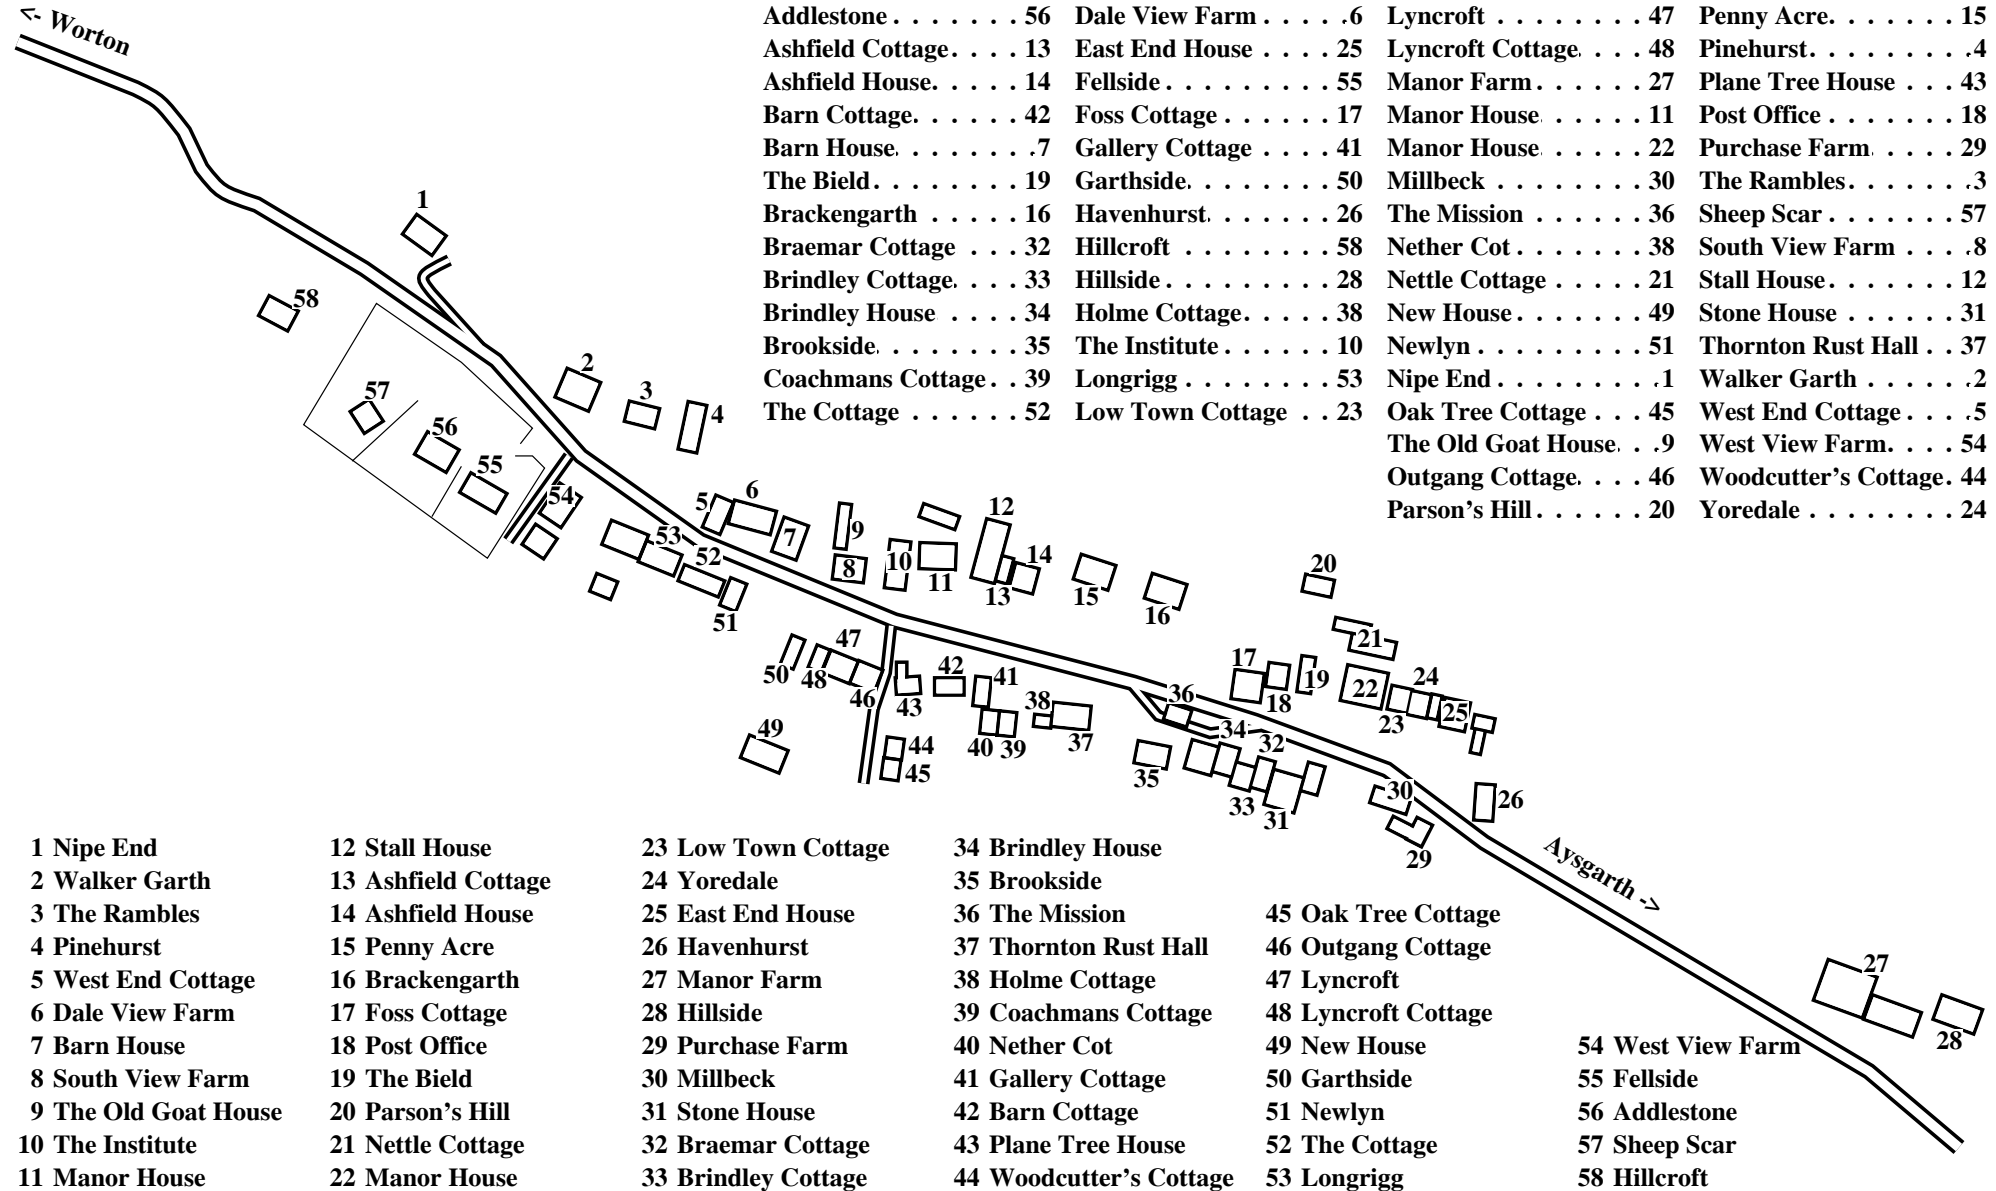 <- Worton
Addlestone . . . . . . . 56
Ashfield Cottage. . . . 13
Ashfield House. . . . . 14
Barn Cottage. . . . . . 42
Barn House. . . . . . . .7
The Bield. . . . . . . . 19
Brackengarth . . . . . 16
Braemar Cottage . . . 32
Brindley Cottage. . . . 33
Brindley House . . . . 34
Brookside. . . . . . . . 35
Coachmans Cottage . . 39
The Cottage . . . . . . 52
Dale View Farm . . . . .6
East End House . . . . 25
Fellside . . . . . . . . . 55
Foss Cottage . . . . . . 17
Gallery Cottage . . . . 41
Garthside. . . . . . . . 50
Havenhurst. . . . . . . 26
Hillcroft . . . . . . . . 58
Hillside . . . . . . . . . 28
Holme Cottage. . . . . 38
The Institute . . . . . . 10
Longrigg . . . . . . . . 53
Low Town Cottage . . 23
Lyncroft . . . . . . . . 47
Lyncroft Cottage. . . . 48
Manor Farm . . . . . . 27
Manor House. . . . . . 11
Manor House. . . . . . 22
Millbeck . . . . . . . . 30
The Mission . . . . . . 36
Nether Cot . . . . . . . 38
Nettle Cottage . . . . . 21
New House . . . . . . . 49
Newlyn . . . . . . . . . 51
Nipe End . . . . . . . . .1
Oak Tree Cottage . . . 45
The Old Goat House. . .9
Outgang Cottage. . . . 46
Parson's Hill . . . . . . 20
Penny Acre. . . . . . . 15
Pinehurst. . . . . . . . .4
Plane Tree House . . . 43
Post Office . . . . . . . 18
Purchase Farm. . . . . 29
The Rambles. . . . . . .3
Sheep Scar . . . . . . . 57
South View Farm . . . .8
Stall House . . . . . . . 12
Stone House . . . . . . 31
Thornton Rust Hall . . 37
Walker Garth . . . . . .2
West End Cottage . . . .5
West View Farm. . . . 54
Woodcutter's Cottage. 44
Yoredale . . . . . . . . 24
1
58
2
3
4
57
56
55
54
5
6
7
9
8
10
11
12
13
14
15
16
53
52
51
20
21
17
18
19
22
24
23
25
47
50
48
46
43
42
41
38
40
39
37
36
34
32
35
33
31
49
44
45
30
26
29
Aysgarth ->
27
28
1 Nipe End
2 Walker Garth
3 The Rambles
4 Pinehurst
5 West End Cottage
6 Dale View Farm
7 Barn House
8 South View Farm
9 The Old Goat House
10 The Institute
11 Manor House
12 Stall House
13 Ashfield Cottage
14 Ashfield House
15 Penny Acre
16 Brackengarth
17 Foss Cottage
18 Post Office
19 The Bield
20 Parson's Hill
21 Nettle Cottage
22 Manor House
23 Low Town Cottage
24 Yoredale
25 East End House
26 Havenhurst
27 Manor Farm
28 Hillside
29 Purchase Farm
30 Millbeck
31 Stone House
32 Braemar Cottage
33 Brindley Cottage
34 Brindley House
35 Brookside
36 The Mission
37 Thornton Rust Hall
38 Holme Cottage
39 Coachmans Cottage
40 Nether Cot
41 Gallery Cottage
42 Barn Cottage
43 Plane Tree House
44 Woodcutter's Cottage
45 Oak Tree Cottage
46 Outgang Cottage
47 Lyncroft
48 Lyncroft Cottage
49 New House
50 Garthside
51 Newlyn
52 The Cottage
53 Longrigg
54 West View Farm
55 Fellside
56 Addlestone
57 Sheep Scar
58 Hillcroft